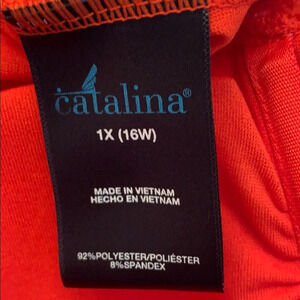 catalina®
1X (16W)
MADE IN VIETNAM
HECHO EN VIETNAM
92%POLYESTER/POLIÉSTER
8%SPANDEX